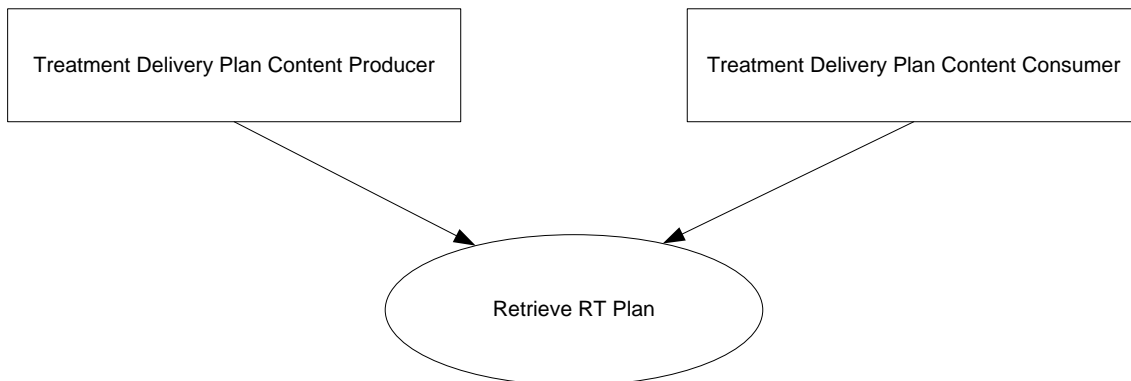 Treatment Delivery Plan Content Producer
Treatment Delivery Plan Content Consumer
Retrieve RT Plan